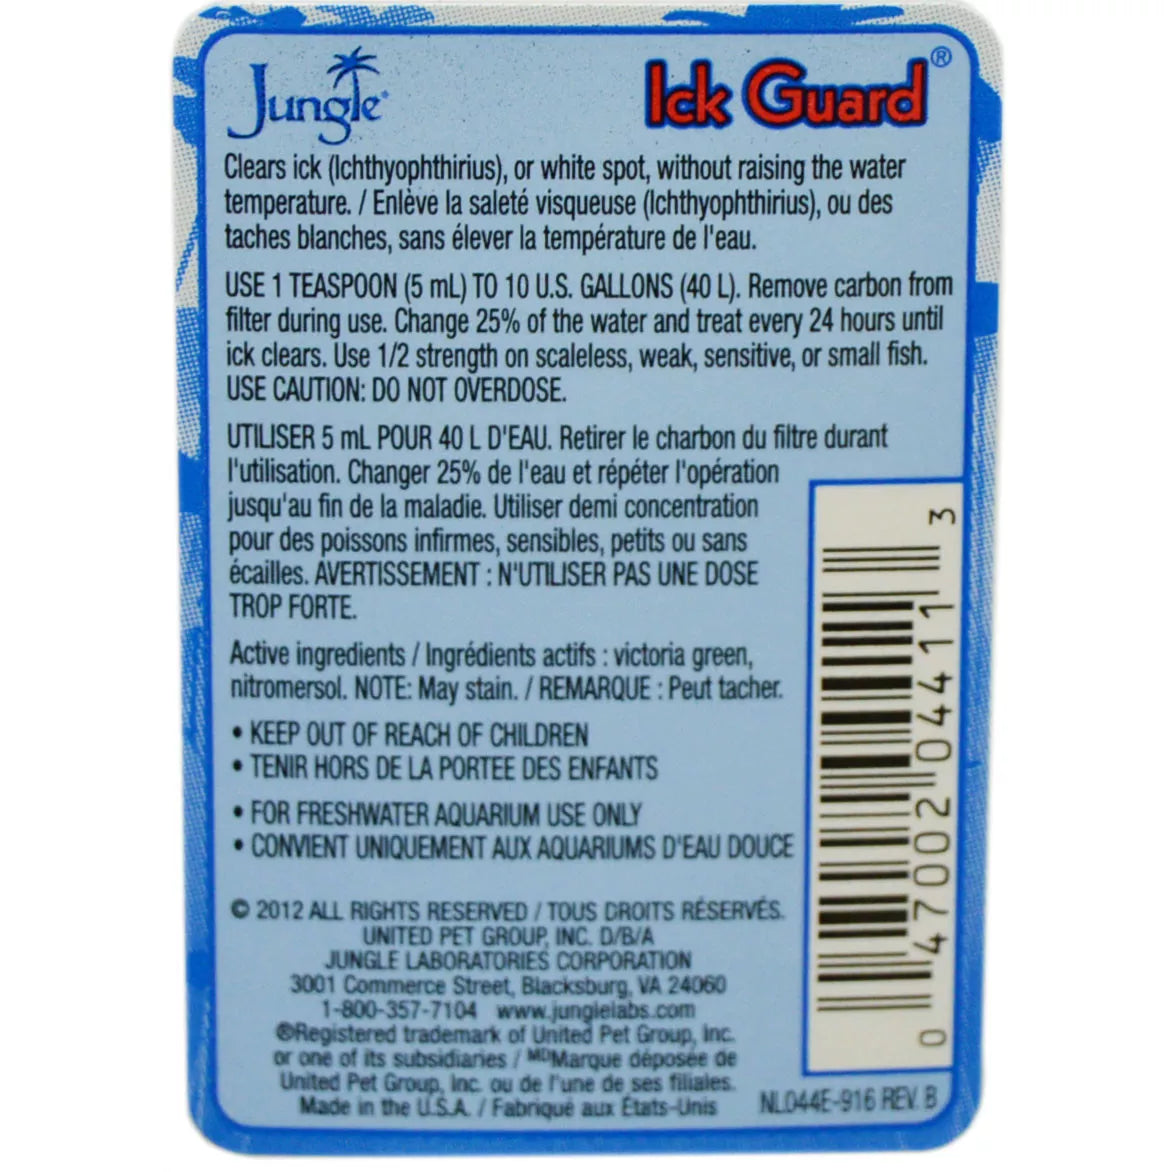 Jungle®
Ick Guard®
Clears ick (Ichthyophthirius), or white spot, without raising the water
temperature. / Enlève la saleté visqueuse (Ichthyophthirius), ou des
taches blanches, sans élever la température de l'eau.
USE 1 TEASPOON (5 mL) TO 10 U.S. GALLONS (40 L). Remove carbon from
filter during use. Change 25% of the water and treat every 24 hours until
ick clears. Use 1/2 strength on scaleless, weak, sensitive, or small fish.
USE CAUTION: DO NOT OVERDOSE.
UTILISER 5 mL POUR 40 L D'EAU. Retirer le charbon du filtre durant
l'utilisation. Changer 25% de l'eau et répéter l'opération
jusqu'au fin de la maladie. Utiliser demi concentration
pour des poissons infirmes, sensibles, petits ou sans
écailles. AVERTISSEMENT : N'UTILISER PAS UNE DOSE
TROP FORTE.
Active ingredients / Ingrédients actifs : victoria green,
nitromersol. NOTE: May stain. / REMARQUE : Peut tacher.
• KEEP OUT OF REACH OF CHILDREN
• TENIR HORS DE LA PORTEE DES ENFANTS
• FOR FRESHWATER AQUARIUM USE ONLY
• CONVIENT UNIQUEMENT AUX AQUARIUMS D'EAU DOUCE
© 2012 ALL RIGHTS RESERVED / TOUS DROITS RÉSERVÉS.
UNITED PET GROUP, INC. D/B/A
JUNGLE LABORATORIES CORPORATION
3001 Commerce Street, Blacksburg, VA 24060
1-800-357-7104 www.junglelabs.com
®Registered trademark of United Pet Group, Inc.
or one of its subsidiaries / MDMarque déposée de
United Pet Group, Inc. ou de l'une de ses filiales.
Made in the U.S.A. / Fabriqué aux États-Unis
NL044E-916 REV. B
0 47002 04411 3